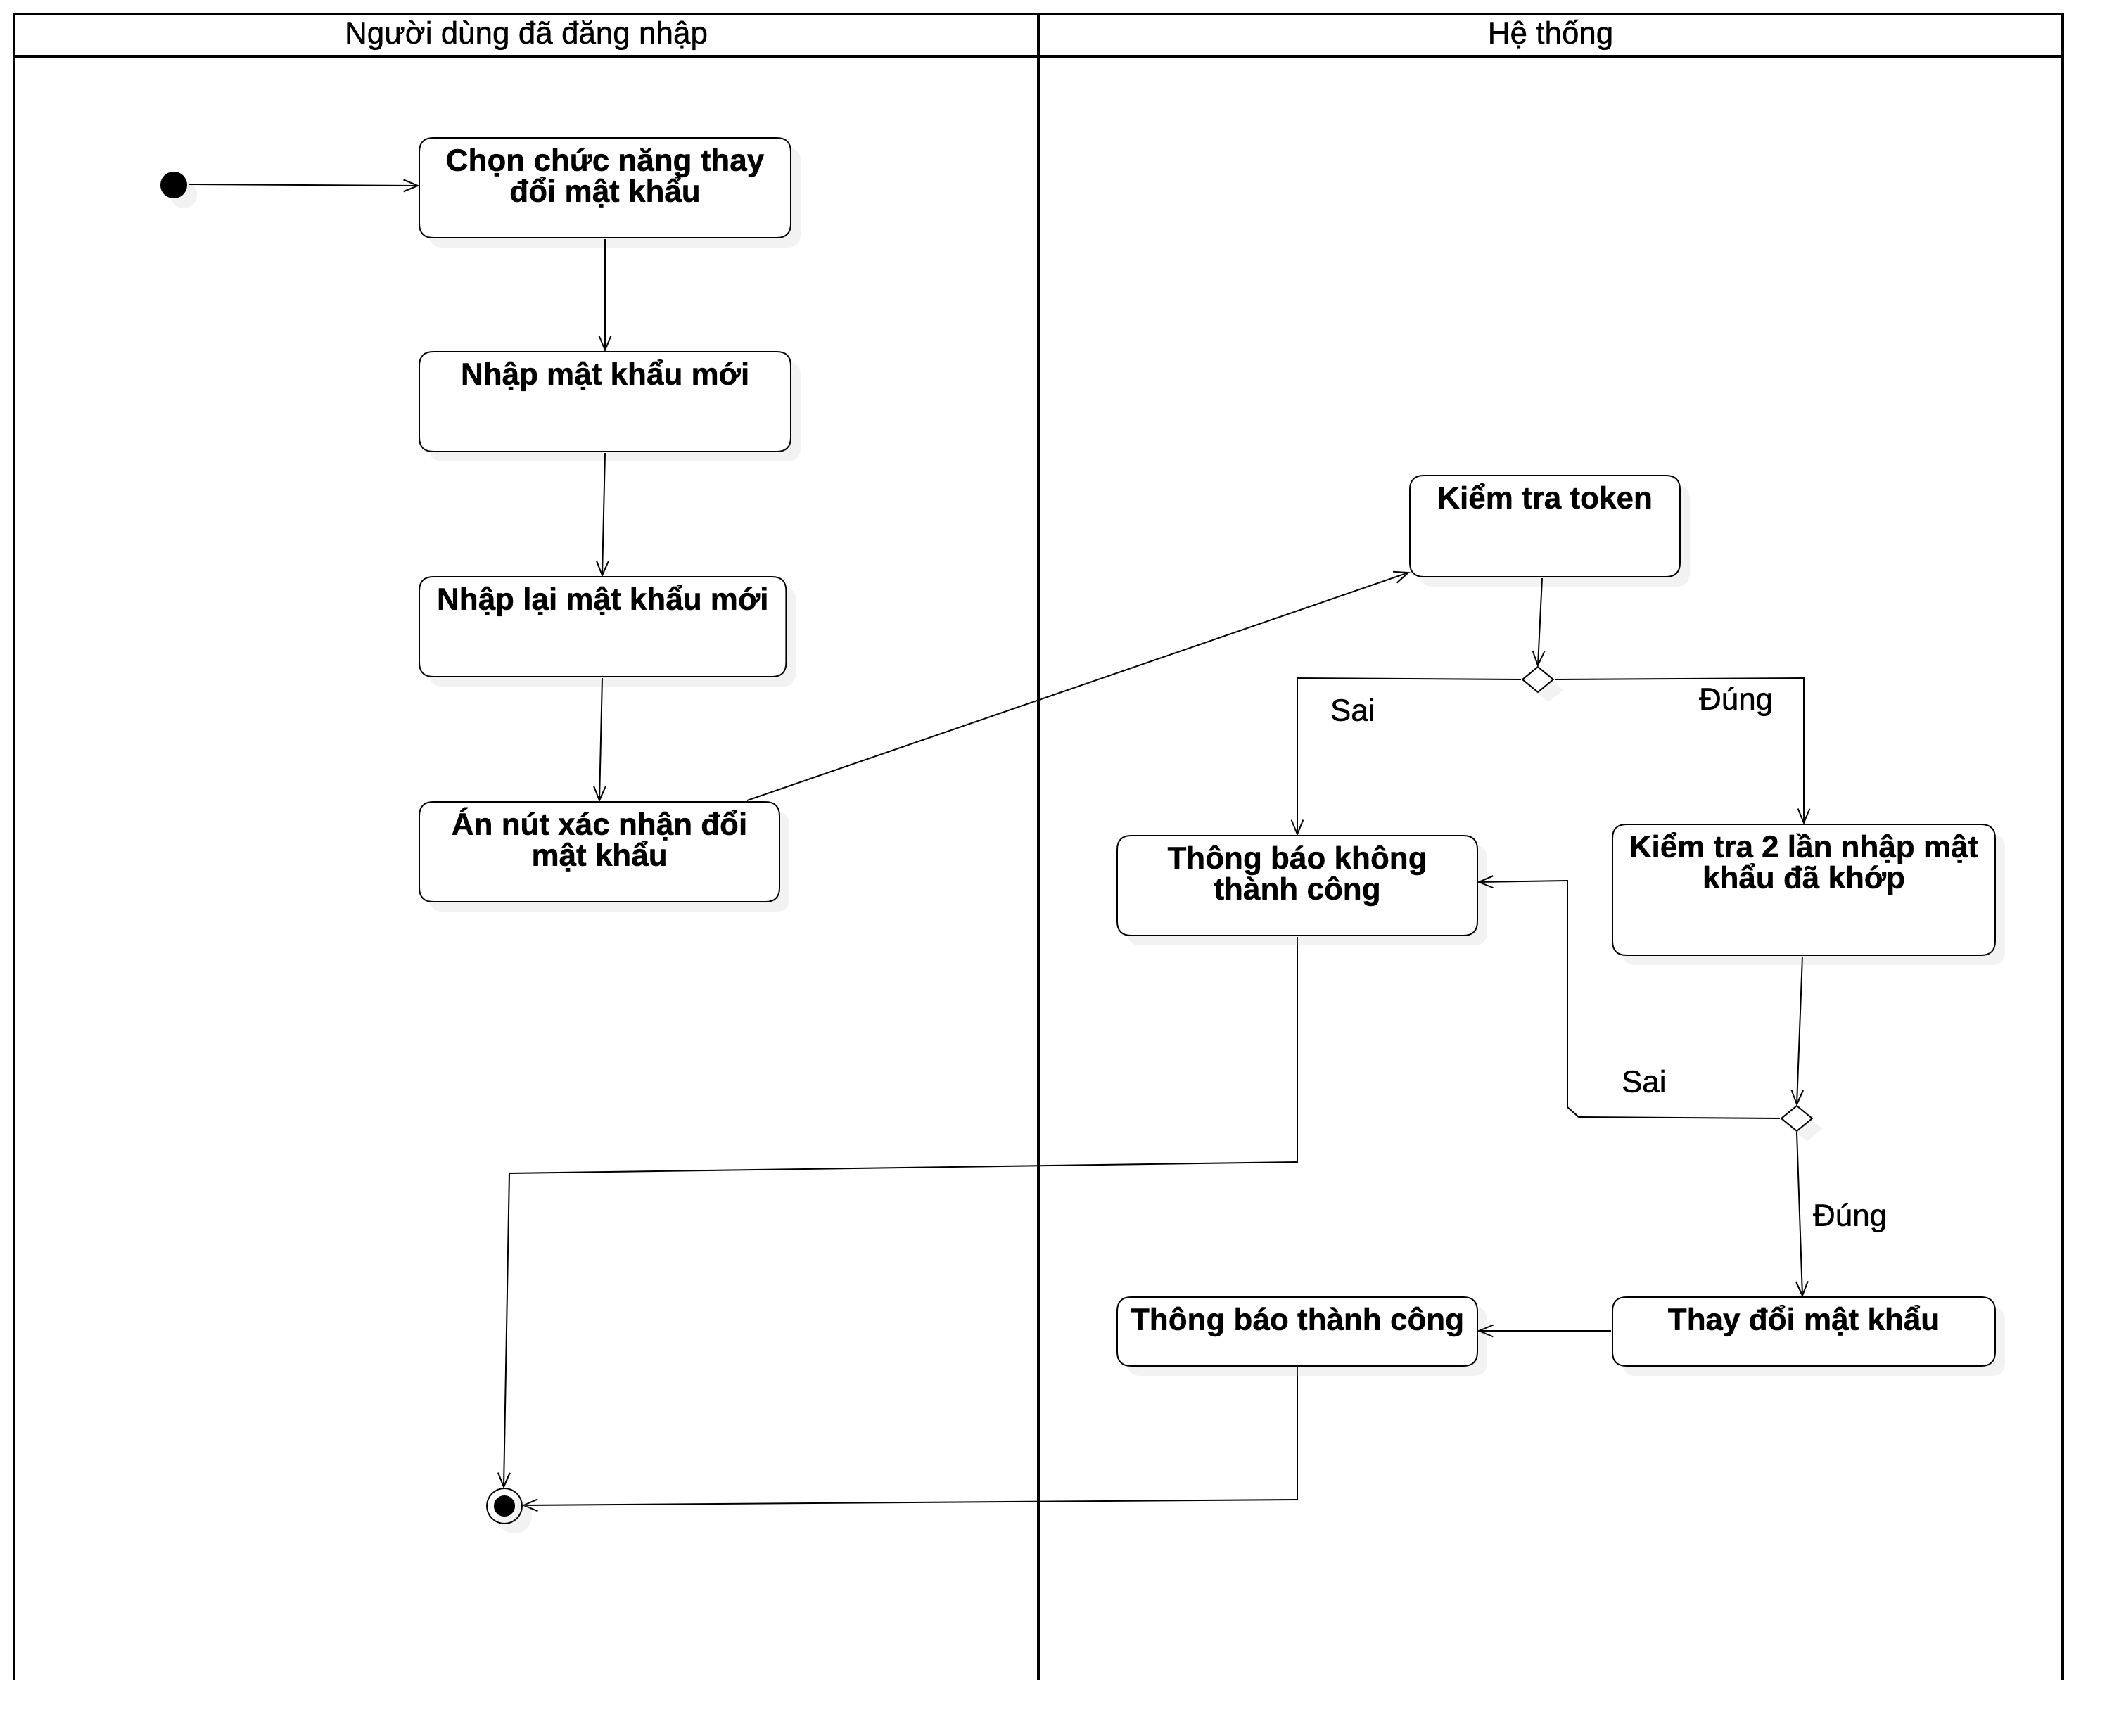 Người dùng đã đăng nhập
Hệ thống
Chọn chức năng thay
đổi mật khẩu
Nhập mật khẩu mới
Kiểm tra token
Nhập lại mật khẩu mới
Sai
Đúng
Án nút xác nhận đổi
mật khẩu
Thông báo không
thành công
Kiểm tra 2 lần nhập mật
khẩu đã khớp
Sai
Đúng
Thông báo thành công
Thay đổi mật khẩu